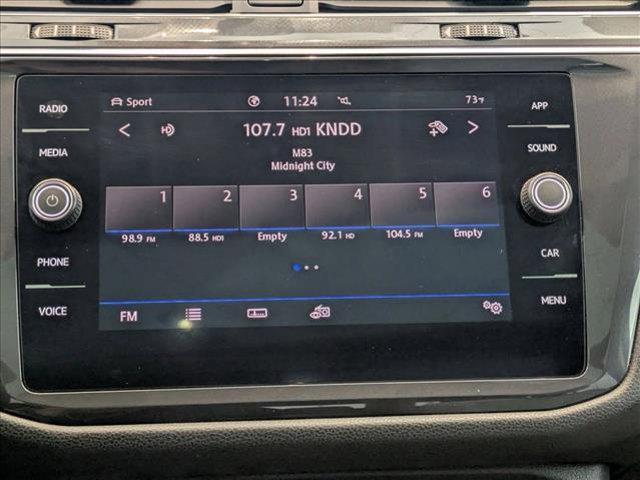 RADIO
MEDIA
PHONE
VOICE
Sport 11:24 73°F
107.7 HD1 KNDD
M83
Midnight City
1 2 3 4 5 6
98.9 FM 88.5 HD1 Empty 92.1 HD 104.5 FM Empty
FM
APP
SOUND
CAR
MENU